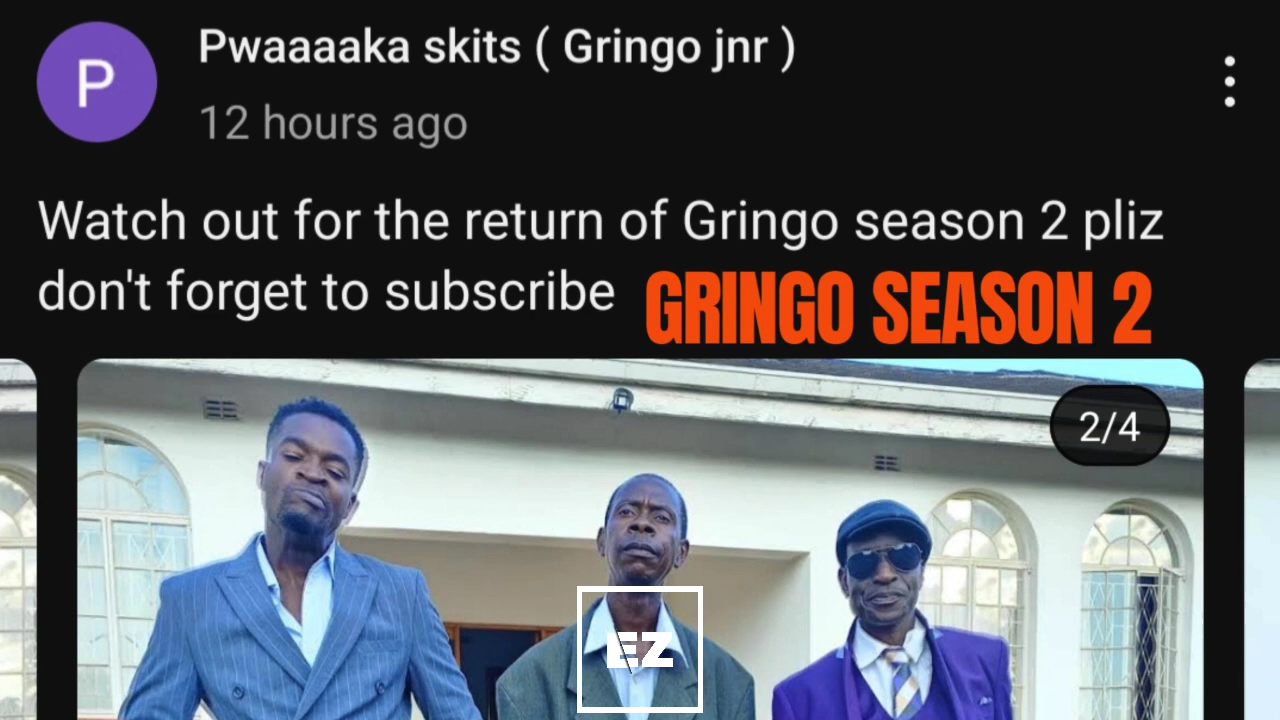 P
Pwaaaaka skits ( Gringo jnr )
12 hours ago
Watch out for the return of Gringo season 2 pliz
don't forget to subscribe
GRINGO SEASON 2
2/4
EZ